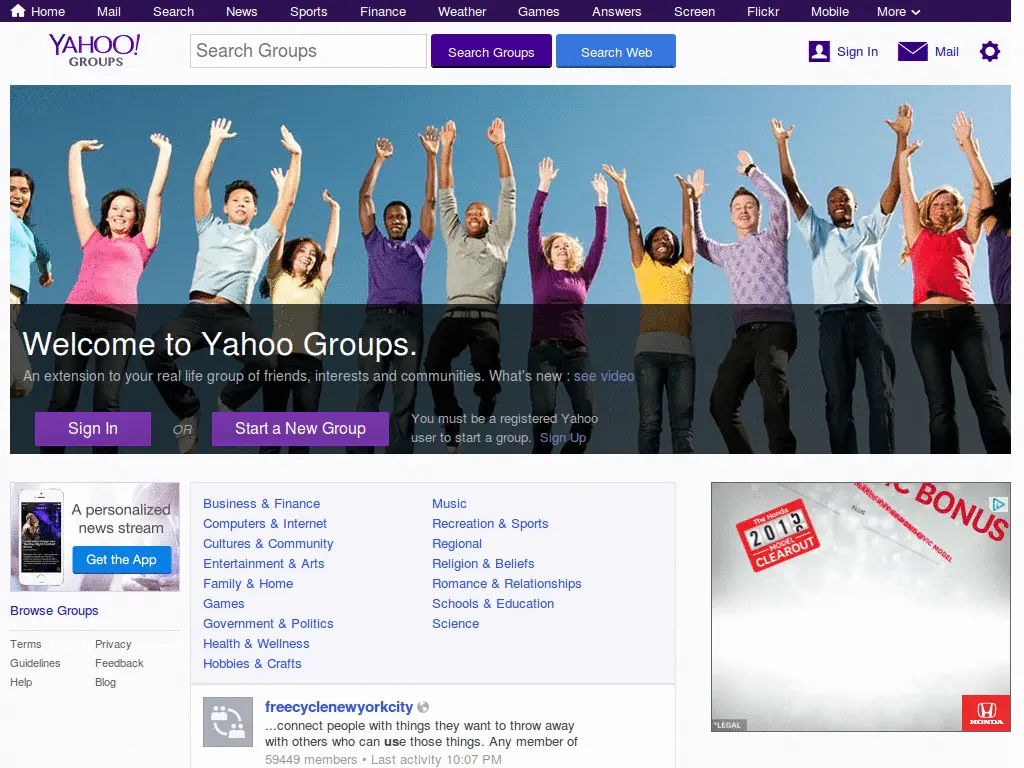 Home Mail Search News Sports Finance Weather Games Answers Screen Flickr Mobile More
YAHOO!
GROUPS
Search Groups
Search Groups
Search Web
Sign In
Mail
Welcome to Yahoo Groups.
An extension to your real life group of friends, interests and communities. What's new : see video
Sign In
OR
Start a New Group
You must be a registered Yahoo
user to start a group. Sign Up
A personalized
news stream
Get the App
Browse Groups
Terms Privacy
Guidelines Feedback
Help Blog
Business & Finance
Computers & Internet
Cultures & Community
Entertainment & Arts
Family & Home
Games
Government & Politics
Health & Wellness
Hobbies & Crafts
Music
Recreation & Sports
Regional
Religion & Beliefs
Romance & Relationships
Schools & Education
Science
freecyclenewyorkcity
...connect people with things they want to throw away
with others who can use those things. Any member of
59449 members • Last activity 10:07 PM
BONUS
PLUS
CIVIC MODEL
The Honda
2015
MODEL
CLEAROUT
*LEGAL
HONDA